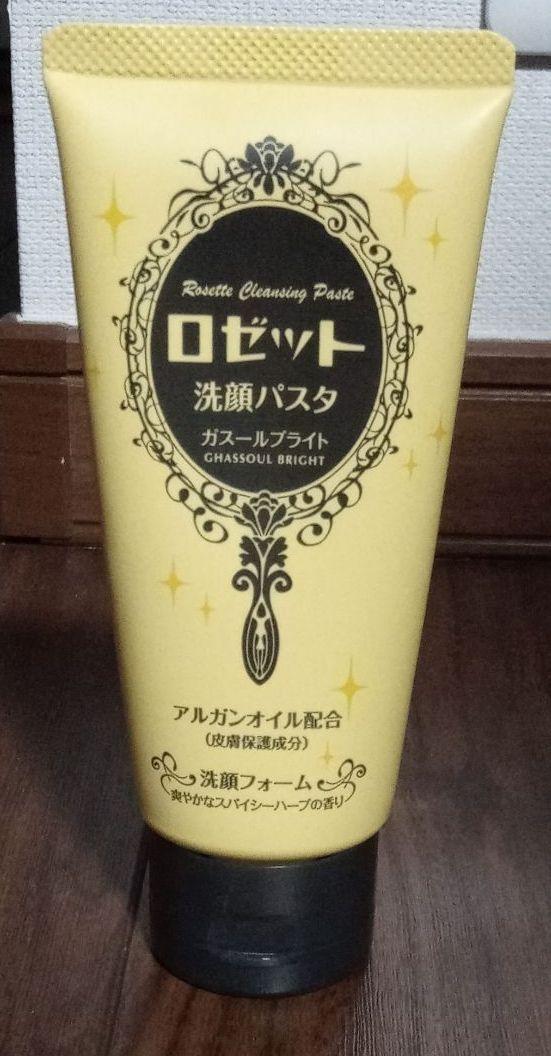 Rosette Cleansing Paste
ロゼット
洗顔パスタ
ガスールブライト
GHASSOUL BRIGHT
アルガンオイル配合
(皮膚保護成分)
洗顔フォーム
爽やかなスパイシーハーブの香り